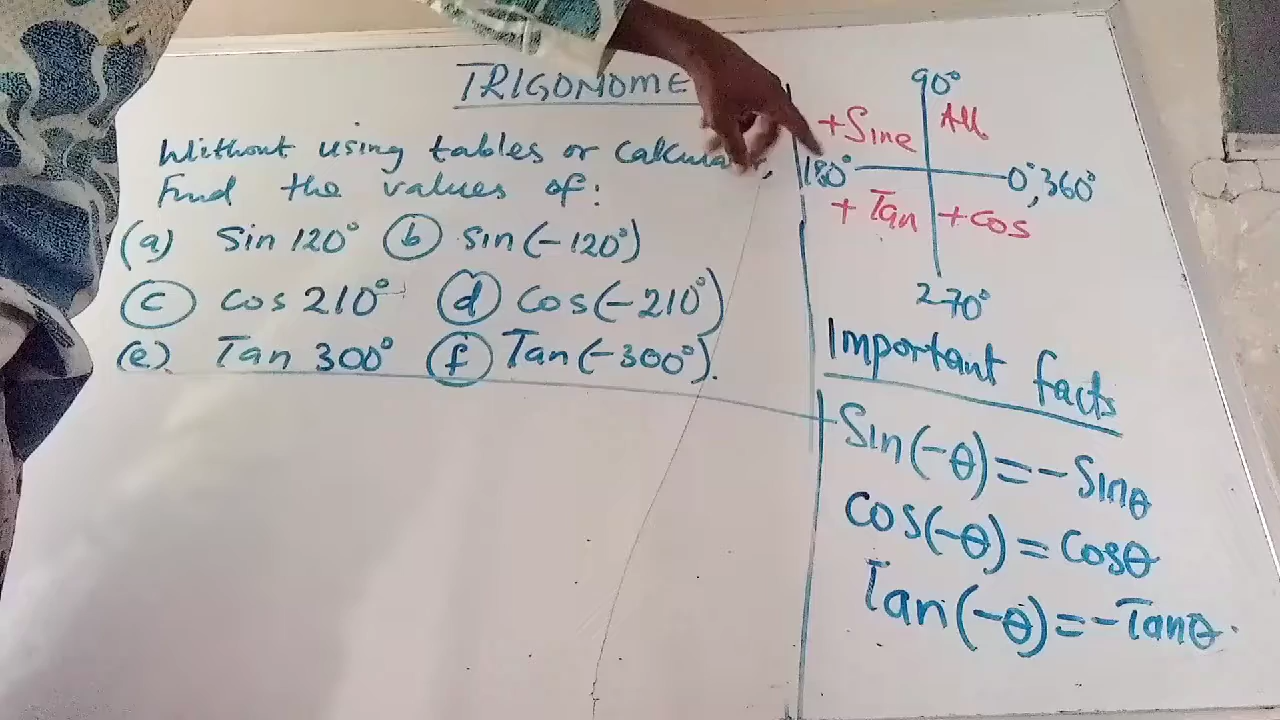 TRIGONOME
Without using tables or
Find the values of:
(a) Sin 120° (b) sin(-120°)
(c) cos 210° (d) cos(-210°)
(e) Tan 300° (f) Tan(-300°).
90°
+Sine All
180° 0°,360°
+Tan +cos
270°
Important facts
Sin(-θ)=-Sinθ
cos(-θ)=Cosθ
Tan(-θ)=-Tanθ.